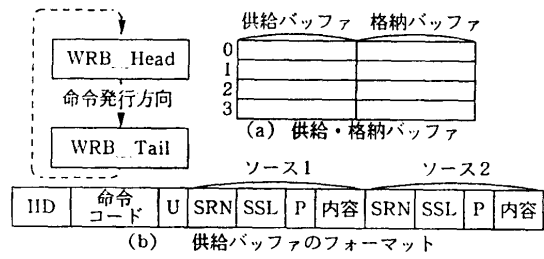 供給バッファ 格納バッファ
WRB__Head
命令発行方向
WRB__Tail
0
1
2
3
(a) 供給・格納バッファ
ソース1 ソース2
IID 命令コード U SRN SSL P 内容 SRN SSL P 内容
(b) 供給バッファのフォーマット